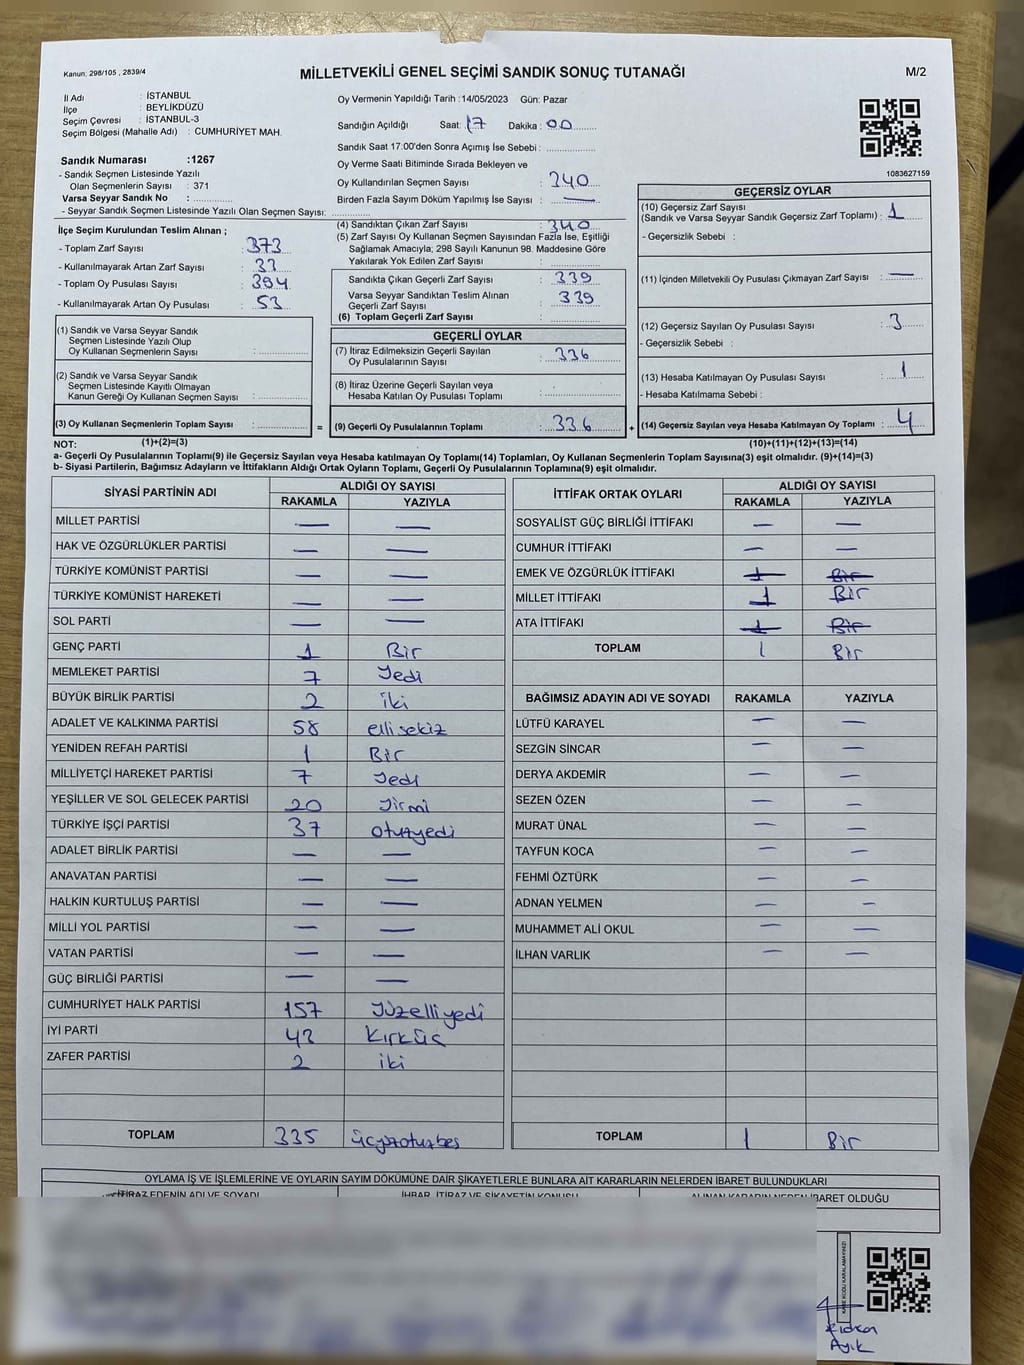 Kanun: 298/105 , 2839/4
MİLLETVEKİLİ GENEL SEÇİMİ SANDIK SONUÇ TUTANAĞI
M/2
İl Adı : İSTANBUL
İlçe : BEYLİKDÜZÜ
Seçim Çevresi : İSTANBUL-3
Seçim Bölgesi (Mahalle Adı) : CUMHURİYET MAH.
Sandık Numarası :1267
- Sandık Seçmen Listesinde Yazılı
Olan Seçmenlerin Sayısı : 371
Varsa Seyyar Sandık No :
- Seyyar Sandık Seçmen Listesinde Yazılı Olan Seçmen Sayısı:
İlçe Seçim Kurulundan Teslim Alınan ;
- Toplam Zarf Sayısı : 373
- Kullanılmayarak Artan Zarf Sayısı : 33
- Toplam Oy Pusulası Sayısı : 394
- Kullanılmayarak Artan Oy Pusulası : 53
(1) Sandık ve Varsa Seyyar Sandık
Seçmen Listesinde Yazılı Olup
Oy Kullanan Seçmenlerin Sayısı :
(2) Sandık ve Varsa Seyyar Sandık
Seçmen Listesinde Kayıtlı Olmayan
Kanun Gereği Oy Kullanan Seçmen Sayısı :
(3) Oy Kullanan Seçmenlerin Toplam Sayısı :
Oy Vermenin Yapıldığı Tarih :14/05/2023 Gün: Pazar
Sandığın Açıldığı Saat: 17 Dakika : 00
Sandık Saat 17:00'den Sonra Açımış İse Sebebi :
Oy Verme Saati Bitiminde Sırada Bekleyen ve
Oy Kullandırılan Seçmen Sayısı : 340
Birden Fazla Sayım Döküm Yapılmış İse Sayısı : —
(4) Sandıktan Çıkan Zarf Sayısı : 340
(5) Zarf Sayısı Oy Kullanan Seçmen Sayısından Fazla İse, Eşitliği
Sağlamak Amacıyla; 298 Sayılı Kanunun 98. Maddesine Göre
Yakılarak Yok Edilen Zarf Sayısı :
Sandıkta Çıkan Geçerli Zarf Sayısı : 339
Varsa Seyyar Sandıktan Teslim Alınan
Geçerli Zarf Sayısı : 339
(6) Toplam Geçerli Zarf Sayısı
GEÇERLİ OYLAR
(7) İtiraz Edilmeksizin Geçerli Sayılan
Oy Pusulalarının Sayısı : 336
(8) İtiraz Üzerine Geçerli Sayılan veya
Hesaba Katılan Oy Pusulası Toplamı :
= (9) Geçerli Oy Pusulalarının Toplamı : 336 +
1083627159
GEÇERSİZ OYLAR
(10) Geçersiz Zarf Sayısı
(Sandık ve Varsa Seyyar Sandık Geçersiz Zarf Toplamı) : 1
- Geçersizlik Sebebi :
(11) İçinden Milletvekili Oy Pusulası Çıkmayan Zarf Sayısı : —
(12) Geçersiz Sayılan Oy Pusulası Sayısı : 3
- Geçersizlik Sebebi :
(13) Hesaba Katılmayan Oy Pusulası Sayısı : 1
- Hesaba Katılmama Sebebi :
(14) Geçersiz Sayılan veya Hesaba Katılmayan Oy Toplamı : 4
NOT: (1)+(2)=(3) (10)+(11)+(12)+(13)=(14)
a- Geçerli Oy Pusulalarının Toplamı(9) ile Geçersiz Sayılan veya Hesaba katılmayan Oy Toplamı(14) Toplamları, Oy Kullanan Seçmenlerin Toplam Sayısına(3) eşit olmalıdır. (9)+(14)=(3)
b- Siyasi Partilerin, Bağımsız Adayların ve İttifakların Aldığı Ortak Oyların Toplamı, Geçerli Oy Pusulalarının Toplamına(9) eşit olmalıdır.
SİYASİ PARTİNİN ADI ALDIĞI OY SAYISI
RAKAMLA YAZIYLA
MİLLET PARTİSİ — —
HAK VE ÖZGÜRLÜKLER PARTİSİ — —
TÜRKİYE KOMÜNİST PARTİSİ — —
TÜRKİYE KOMÜNİST HAREKETİ — —
SOL PARTİ — —
GENÇ PARTİ 1 Bir
MEMLEKET PARTİSİ 7 Yedi
BÜYÜK BİRLİK PARTİSİ 2 iki
ADALET VE KALKINMA PARTİSİ 58 ellisekiz
YENİDEN REFAH PARTİSİ 1 Bir
MİLLİYETÇİ HAREKET PARTİSİ 7 Yedi
YEŞİLLER VE SOL GELECEK PARTİSİ 20 Yirmi
TÜRKİYE İŞÇİ PARTİSİ 37 otuzyedi
ADALET BİRLİK PARTİSİ — —
ANAVATAN PARTİSİ — —
HALKIN KURTULUŞ PARTİSİ — —
MİLLİ YOL PARTİSİ — —
VATAN PARTİSİ — —
GÜÇ BİRLİĞİ PARTİSİ — —
CUMHURİYET HALK PARTİSİ 157 Yüzelliyedi
İYİ PARTİ 43 Kırküç
ZAFER PARTİSİ 2 iki
TOPLAM 335 üçyüzotuzbeş
İTTİFAK ORTAK OYLARI ALDIĞI OY SAYISI
RAKAMLA YAZIYLA
SOSYALİST GÜÇ BİRLİĞİ İTTİFAKI — —
CUMHUR İTTİFAKI — —
EMEK VE ÖZGÜRLÜK İTTİFAKI 1 Bir
MİLLET İTTİFAKI 1 Bir
ATA İTTİFAKI 1 Bir
TOPLAM 1 Bir
BAĞIMSIZ ADAYIN ADI VE SOYADI RAKAMLA YAZIYLA
LÜTFÜ KARAYEL — —
SEZGİN SİNCAR — —
DERYA AKDEMİR — —
SEZEN ÖZEN — —
MURAT ÜNAL — —
TAYFUN KOCA — —
FEHMİ ÖZTÜRK — —
ADNAN YELMEN — —
MUHAMMET ALİ OKUL — —
İLHAN VARLIK — —
TOPLAM 1 Bir
OYLAMA İŞ VE İŞLEMLERİNE VE OYLARIN SAYIM DÖKÜMÜNE DAİR ŞİKAYETLERLE BUNLARA AİT KARARLARIN NELERDEN İBARET BULUNDUKLARI
İTİRAZ EDENİN ADI VE SOYADI İHBAR, İTİRAZ VE ŞİKAYETİN KONUSU ALINAN KARARIN NEDEN İBARET OLDUĞU
KARE KODU KARALAMAYINIZ!
Ayık